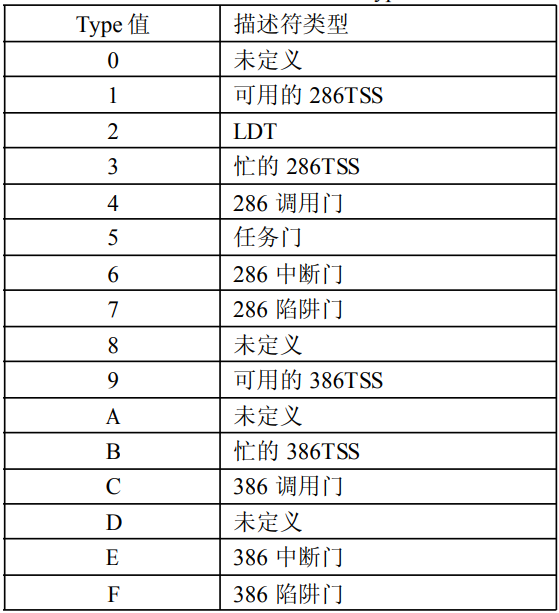 Type 值 描述符类型
0 未定义
1 可用的 286TSS
2 LDT
3 忙的 286TSS
4 286 调用门
5 任务门
6 286 中断门
7 286 陷阱门
8 未定义
9 可用的 386TSS
A 未定义
B 忙的 386TSS
C 386 调用门
D 未定义
E 386 中断门
F 386 陷阱门